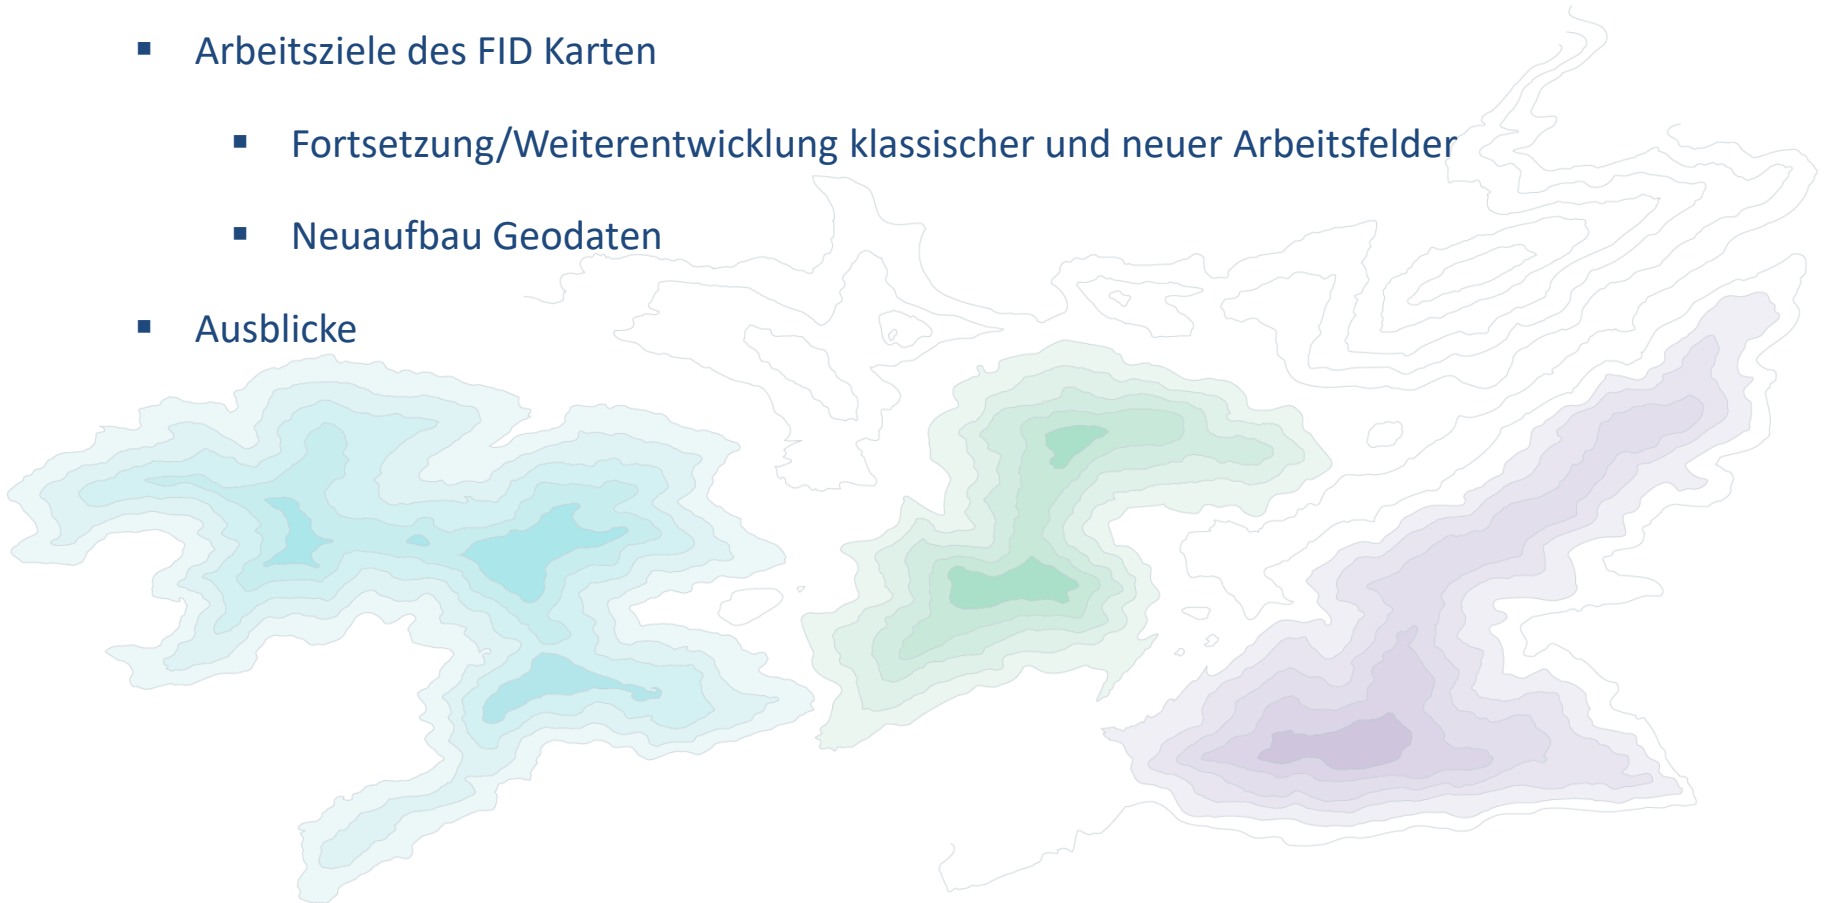 ▪ Arbeitsziele des FID Karten
▪ Fortsetzung/Weiterentwicklung klassischer und neuer Arbeitsfelder
▪ Neuaufbau Geodaten
▪ Ausblicke